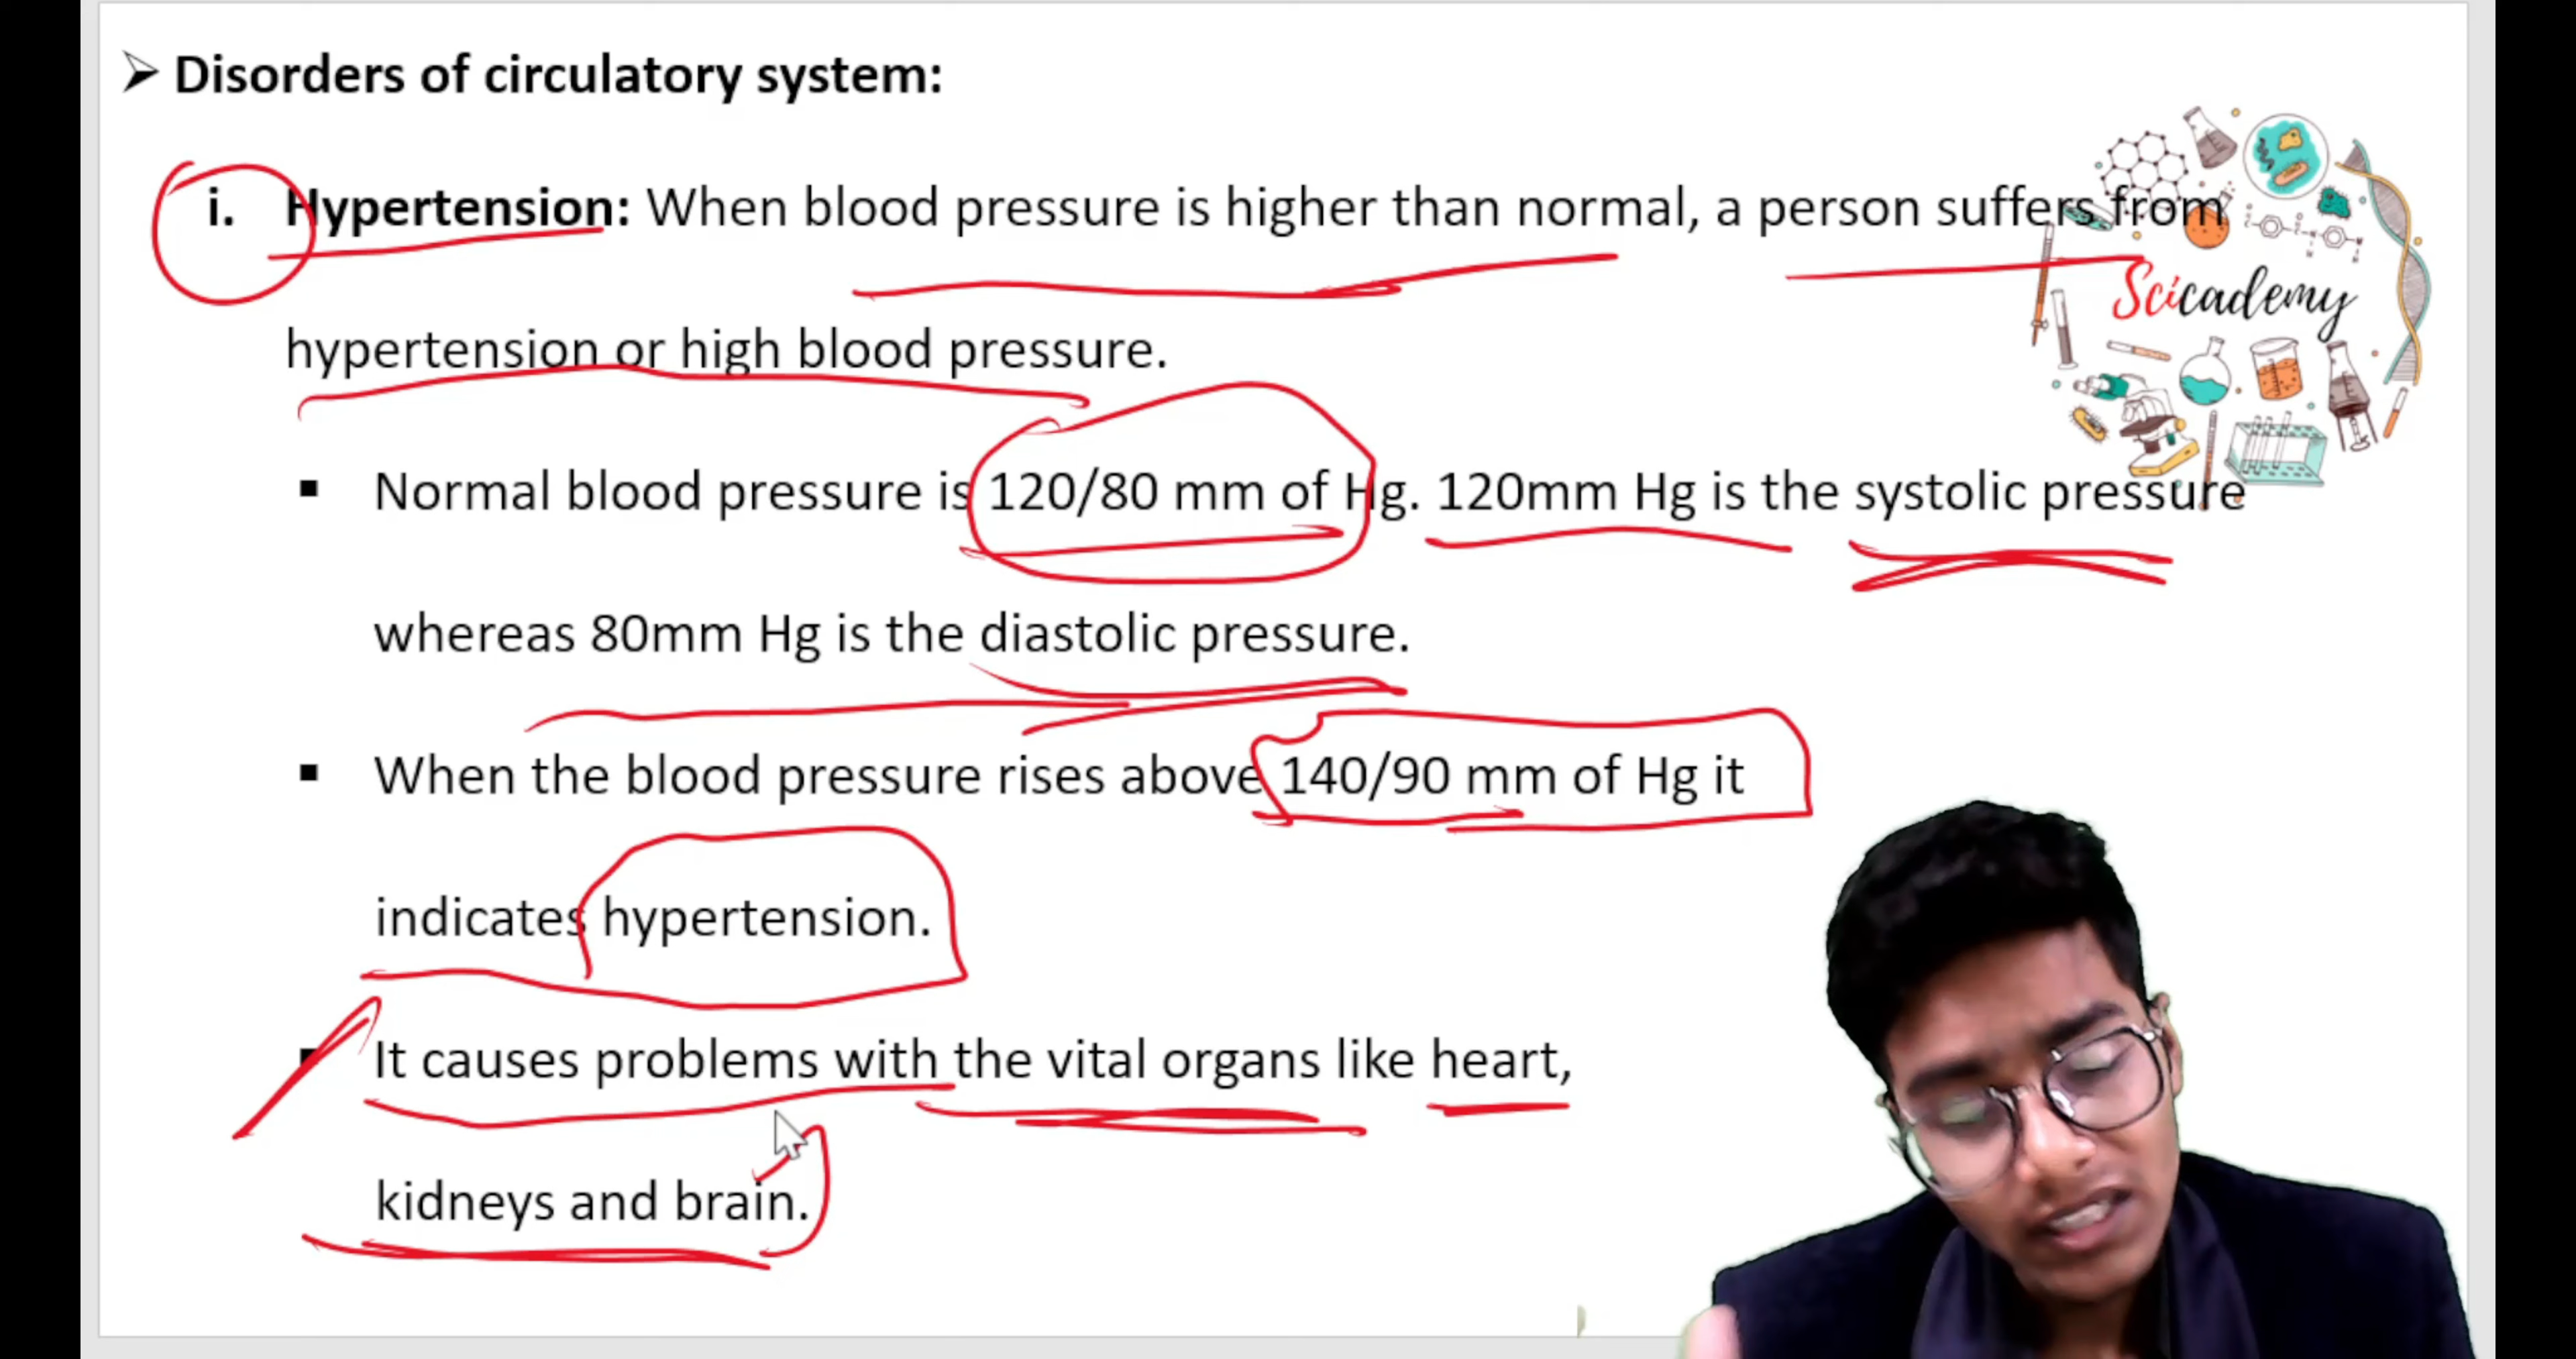 ➢ Disorders of circulatory system:
i. Hypertension: When blood pressure is higher than normal, a person suffers from
hypertension or high blood pressure.
▪ Normal blood pressure is 120/80 mm of Hg. 120mm Hg is the systolic pressure
whereas 80mm Hg is the diastolic pressure.
▪ When the blood pressure rises above 140/90 mm of Hg it
indicates hypertension.
▪ It causes problems with the vital organs like heart,
kidneys and brain.
Scicademy